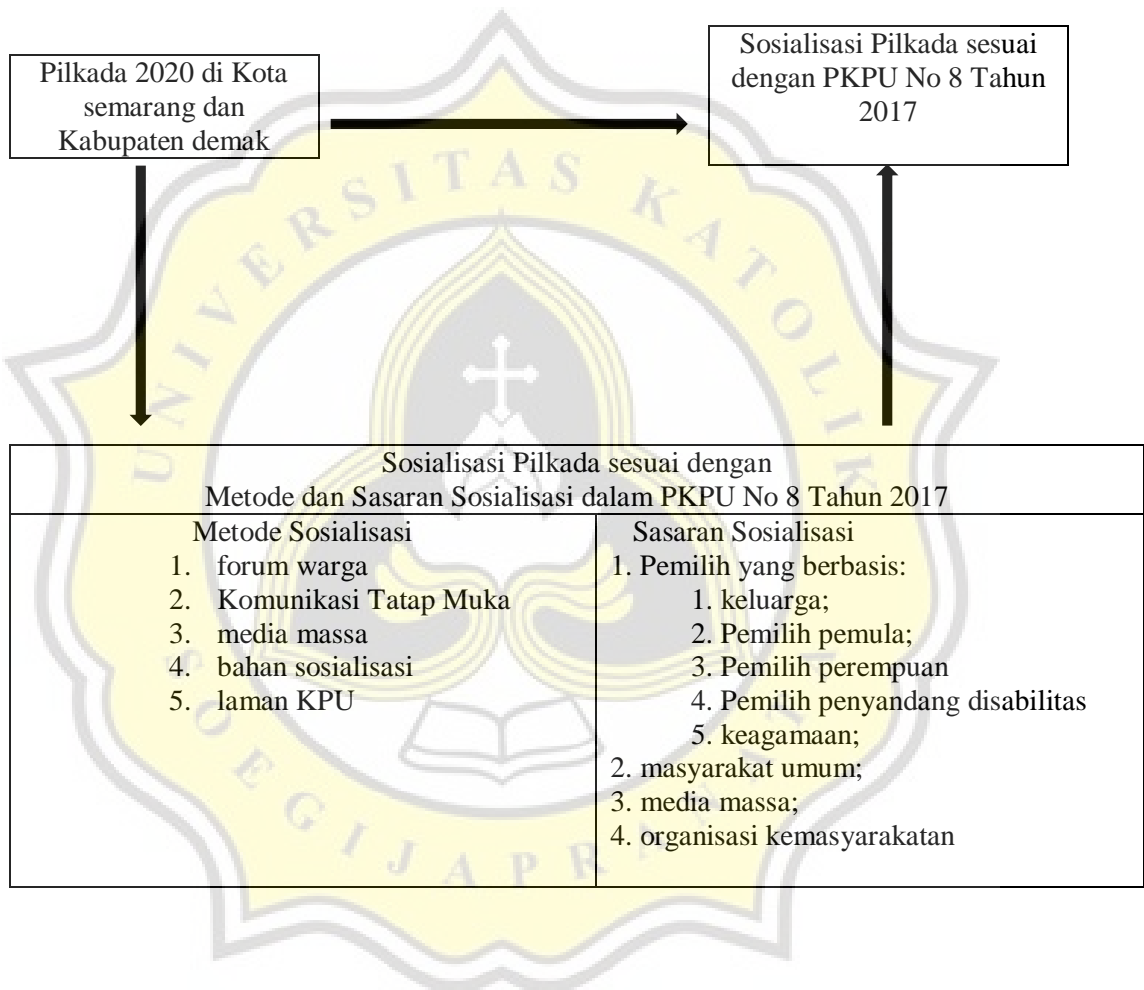 Pilkada 2020 di Kota
semarang dan
Kabupaten demak
Sosialisasi Pilkada sesuai
dengan PKPU No 8 Tahun
2017
Sosialisasi Pilkada sesuai dengan
Metode dan Sasaran Sosialisasi dalam PKPU No 8 Tahun 2017
Metode Sosialisasi
1. forum warga
2. Komunikasi Tatap Muka
3. media massa
4. bahan sosialisasi
5. laman KPU
Sasaran Sosialisasi
1. Pemilih yang berbasis:
1. keluarga;
2. Pemilih pemula;
3. Pemilih perempuan
4. Pemilih penyandang disabilitas
5. keagamaan;
2. masyarakat umum;
3. media massa;
4. organisasi kemasyarakatan
UNIVERSITAS KATOLIK
SOEGIJAPRANATA